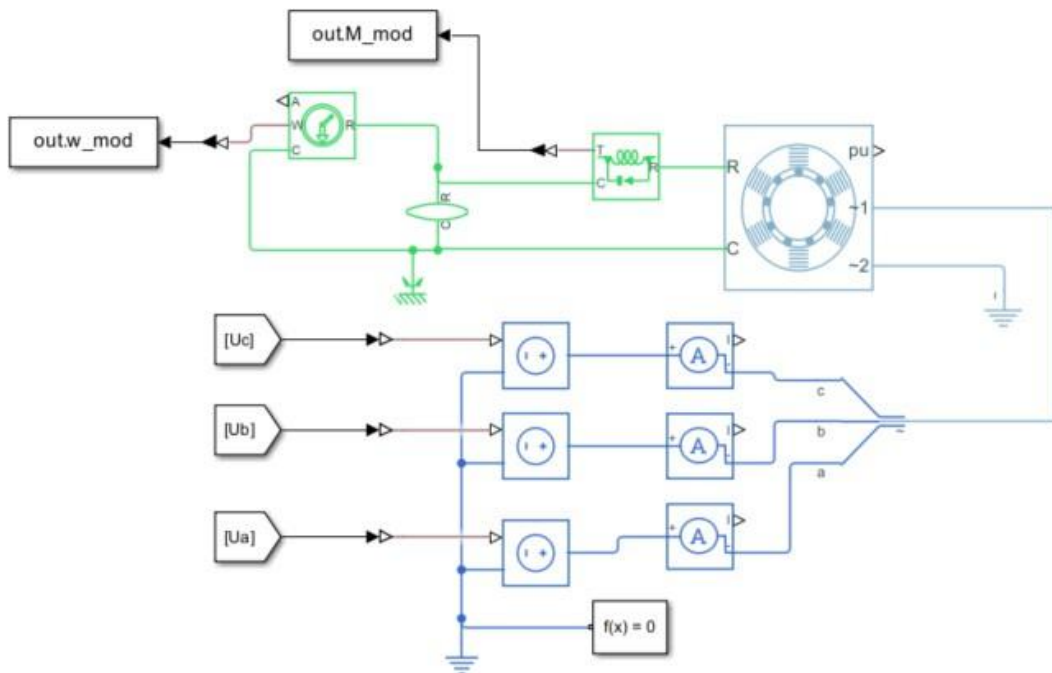 out.M_mod
out.w_mod
A
W
R
C
T
R
C
R
C
R
C
pu
~1
~2
[Uc]
I
A
c
[Ub]
I
A
b
~
a
[Ua]
I
A
f(x) = 0